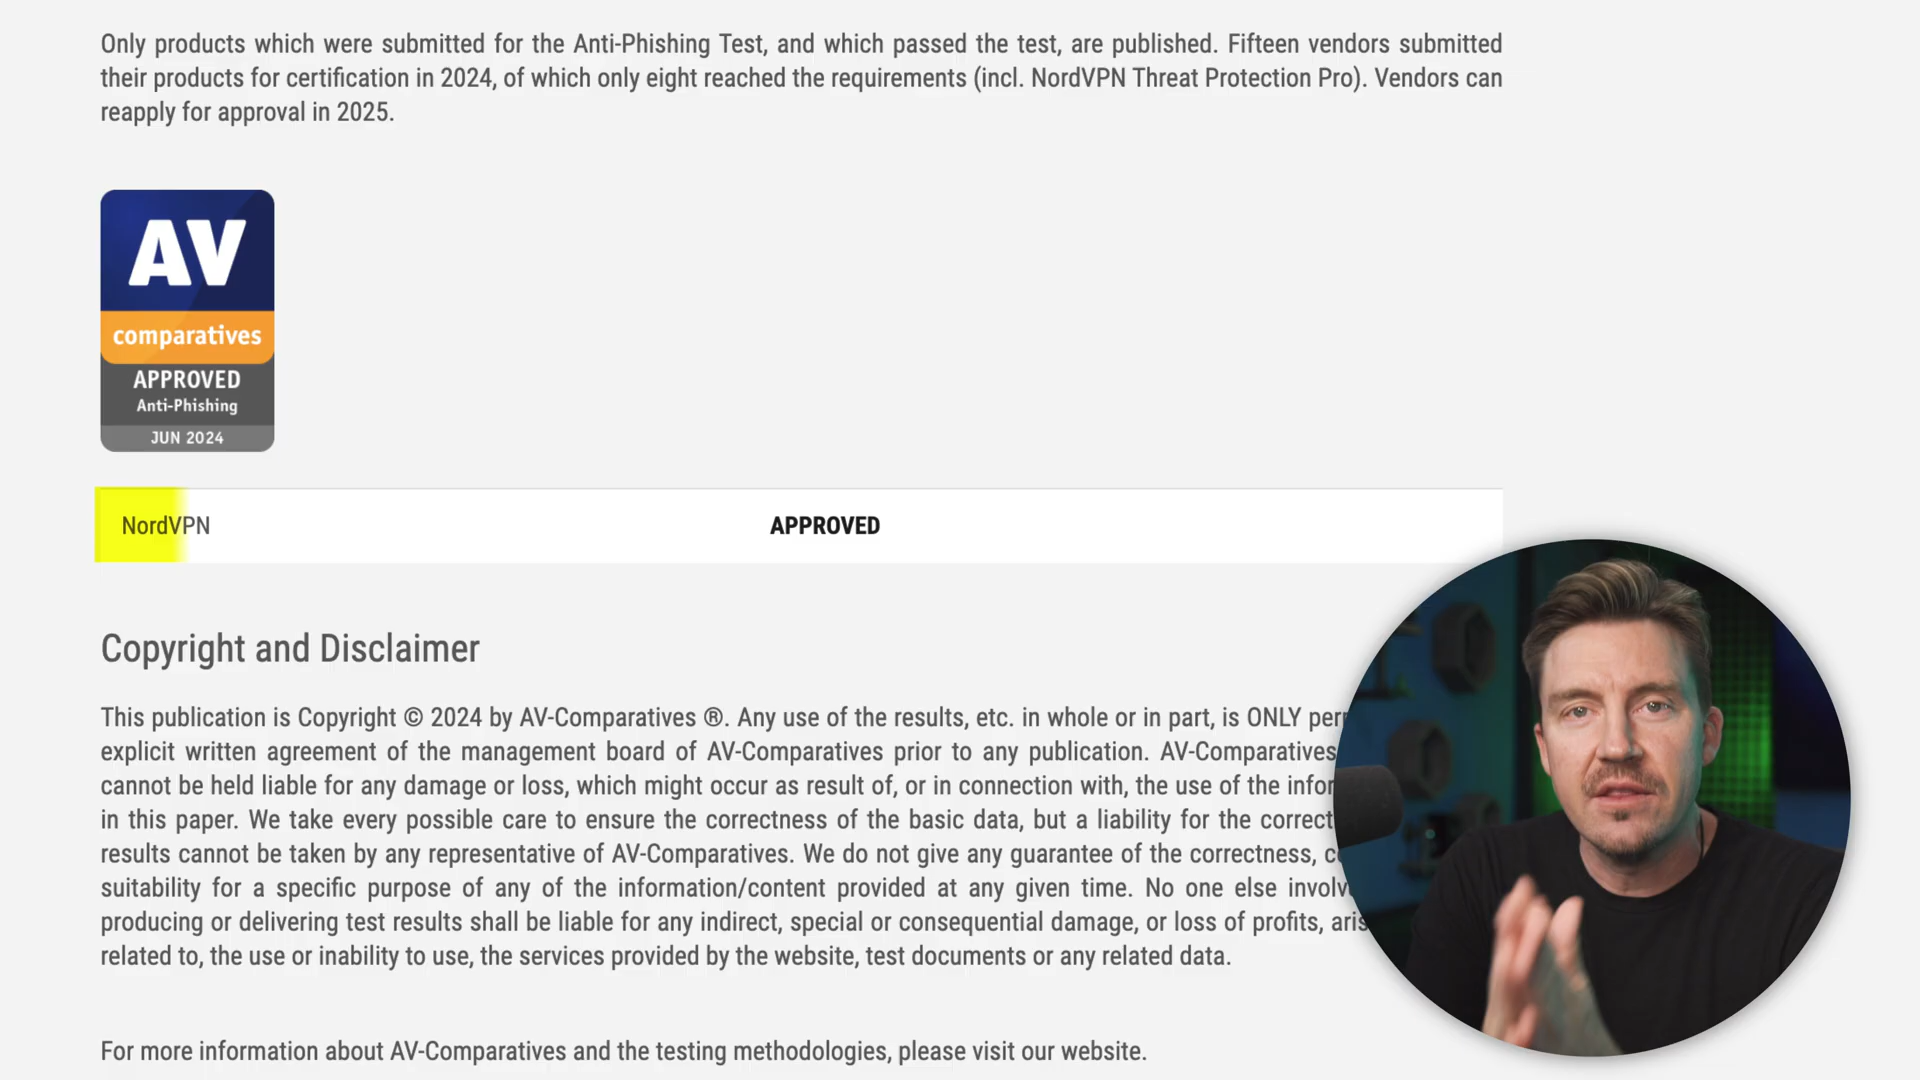 Only products which were submitted for the Anti-Phishing Test, and which passed the test, are published. Fifteen vendors submitted
their products for certification in 2024, of which only eight reached the requirements (incl. NordVPN Threat Protection Pro). Vendors can
reapply for approval in 2025.
AV
comparatives
APPROVED
Anti-Phishing
JUN 2024
NordVPN APPROVED
Copyright and Disclaimer
This publication is Copyright © 2024 by AV-Comparatives ®. Any use of the results, etc. in whole or in part, is ONLY
explicit written agreement of the management board of AV-Comparatives prior to any publication. AV-Comparatives
cannot be held liable for any damage or loss, which might occur as result of, or in connection with, the use of the
in this paper. We take every possible care to ensure the correctness of the basic data, but a liability for the
results cannot be taken by any representative of AV-Comparatives. We do not give any guarantee of the correctness,
suitability for a specific purpose of any of the information/content provided at any given time. No one else
producing or delivering test results shall be liable for any indirect, special or consequential damage, or loss of profits,
related to, the use or inability to use, the services provided by the website, test documents or any related data.
For more information about AV-Comparatives and the testing methodologies, please visit our website.